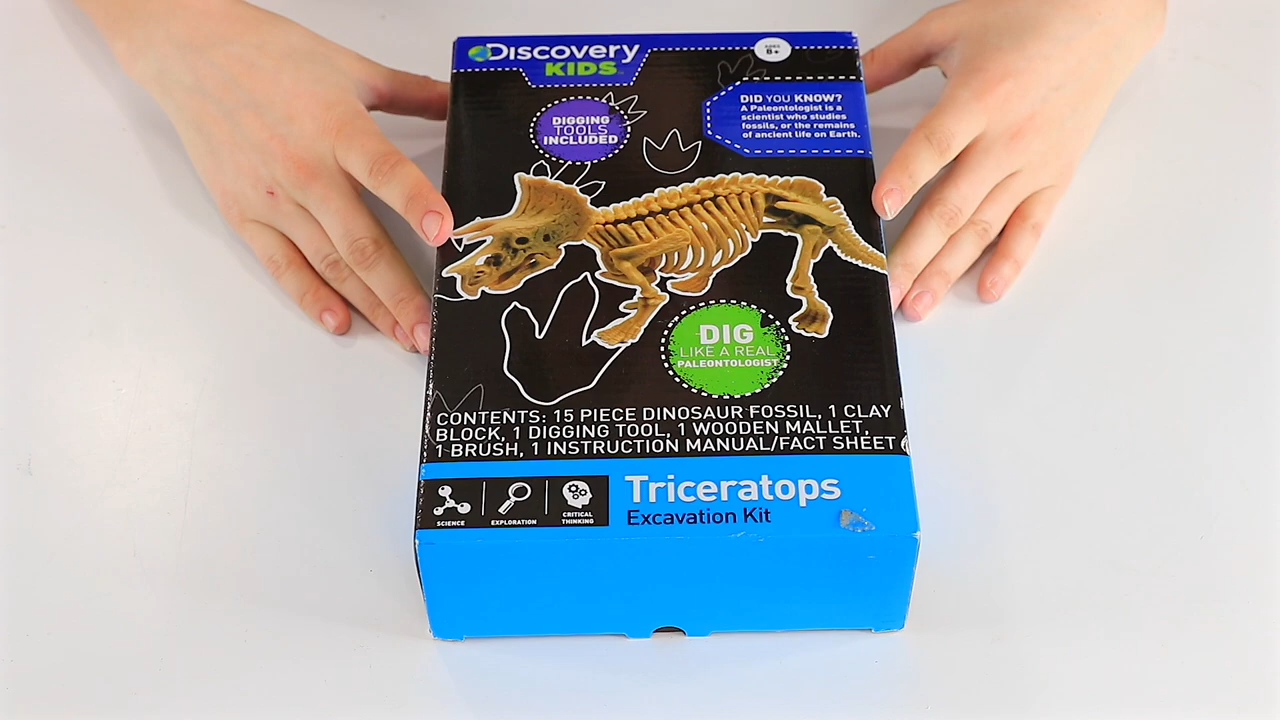 Discovery
KIDS™
AGES
8+
DID YOU KNOW?
A Paleontologist is a
scientist who studies
fossils, or the remains
of ancient life on Earth.
DIGGING
TOOLS
INCLUDED
DIG
LIKE A REAL
PALEONTOLOGIST
CONTENTS: 15 PIECE DINOSAUR FOSSIL, 1 CLAY
BLOCK, 1 DIGGING TOOL, 1 WOODEN MALLET,
1 BRUSH, 1 INSTRUCTION MANUAL/FACT SHEET
SCIENCE
EXPLORATION
CRITICAL
THINKING
Triceratops
Excavation Kit